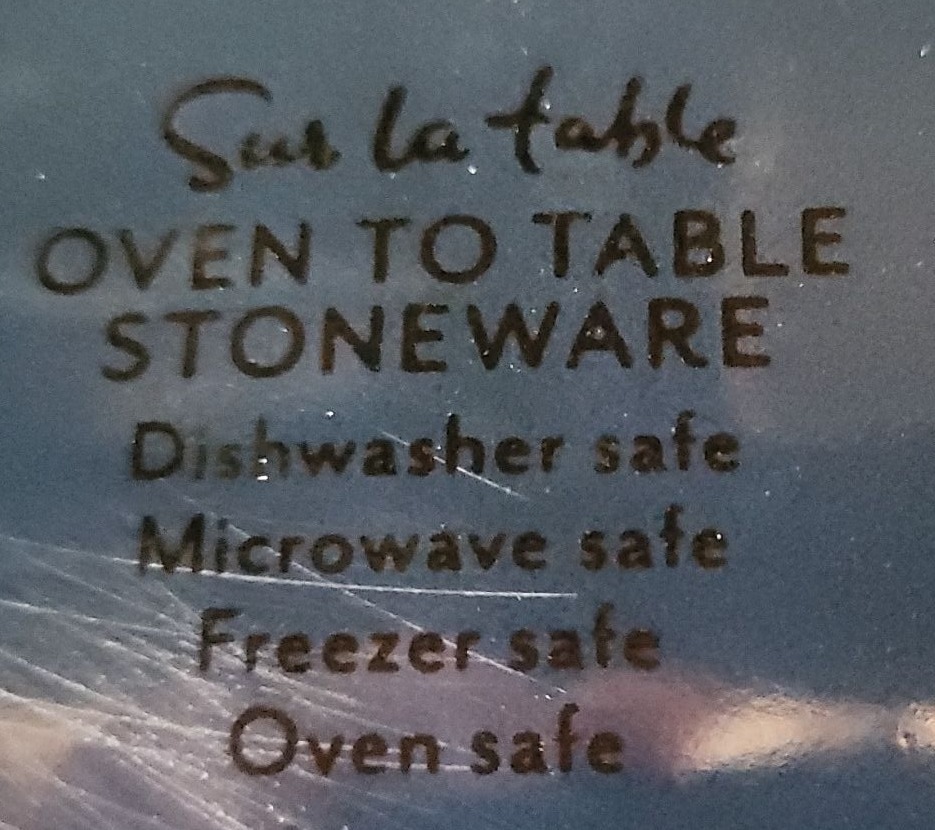 Sur la table
OVEN TO TABLE
STONEWARE
Dishwasher safe
Microwave safe
Freezer safe
Oven safe